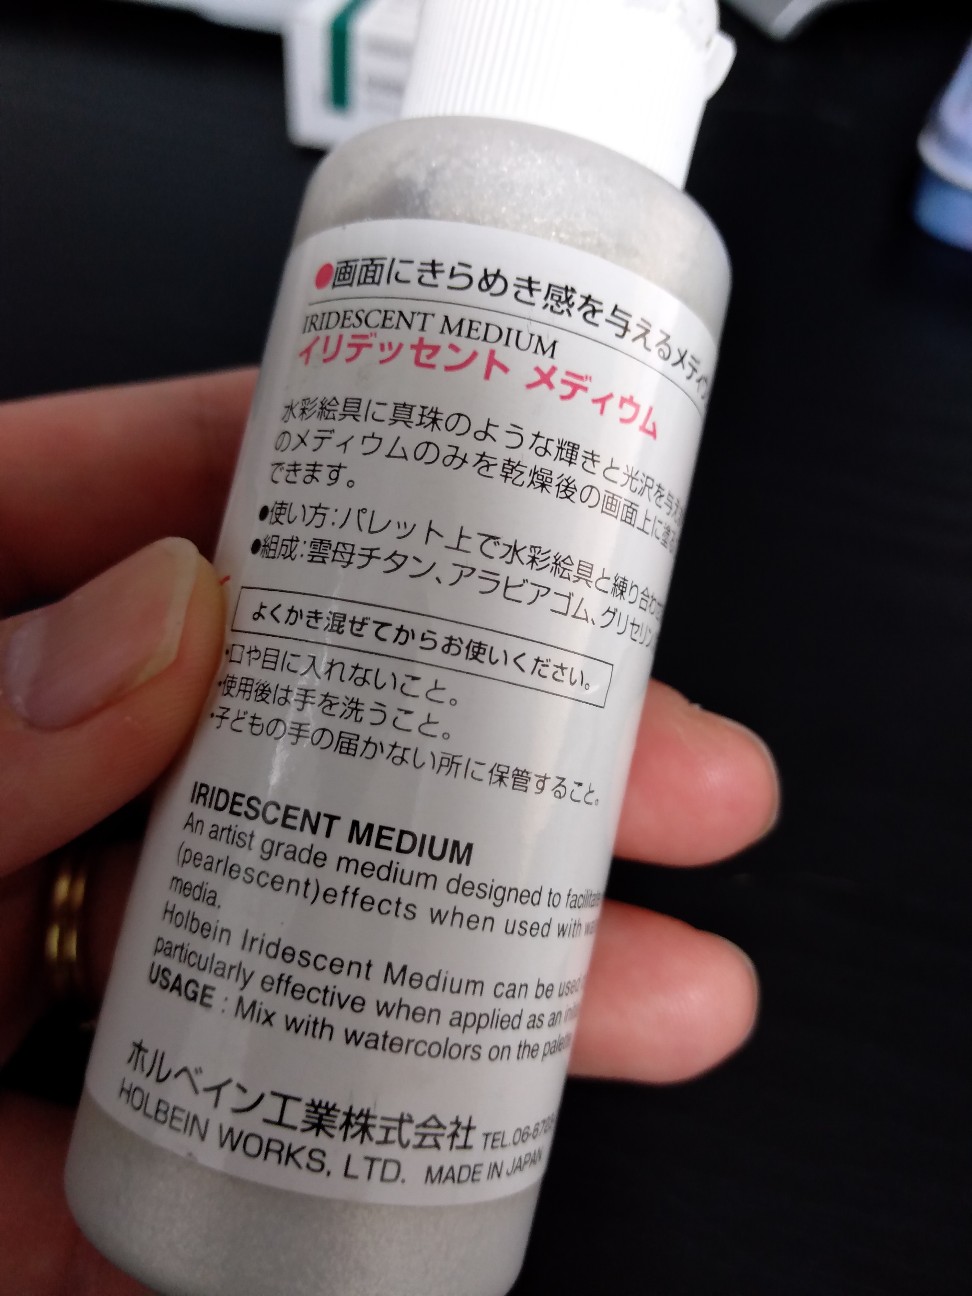 ●画面にきらめき感を与えるメディ
IRIDESCENT MEDIUM
イリデッセント メディウム
水彩絵具に真珠のような輝きと光沢を与え
のメディウムのみを乾燥後の画面上に塗
できます。
●使い方:パレット上で水彩絵具と練り合わ
●組成:雲母チタン、アラビアゴム、グリセリン
よくかき混ぜてからお使いください。
・口や目に入れないこと。
・使用後は手を洗うこと。
・子どもの手の届かない所に保管すること。
IRIDESCENT MEDIUM
An artist grade medium designed to facilitate
(pearlescent)effects when used with
media.
Holbein Iridescent Medium can be used
particularly effective when applied as an
USAGE : Mix with watercolors on the
ホルベイン工業株式会社 TEL.06-
HOLBEIN WORKS, LTD. MADE IN JAPAN